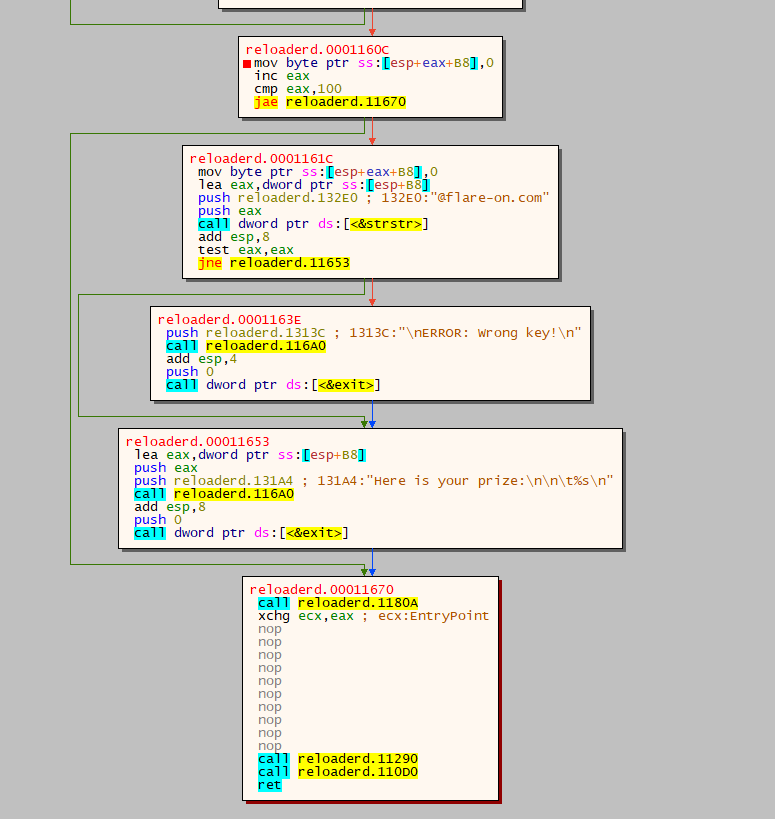 reloaderd.0001160C
mov byte ptr ss:[esp+eax+B8],0
inc eax
cmp eax,100
jae reloaderd.11670
reloaderd.0001161C
mov byte ptr ss:[esp+eax+B8],0
lea eax,dword ptr ss:[esp+B8]
push reloaderd.132E0 ; 132E0:"@flare-on.com"
push eax
call dword ptr ds:[<&strstr>]
add esp,8
test eax,eax
jne reloaderd.11653
reloaderd.0001163E
push reloaderd.1313C ; 1313C:"\nERROR: Wrong key!\n"
call reloaderd.116A0
add esp,4
push 0
call dword ptr ds:[<&exit>]
reloaderd.00011653
lea eax,dword ptr ss:[esp+B8]
push eax
push reloaderd.131A4 ; 131A4:"Here is your prize:\n\n\t%s\n"
call reloaderd.116A0
add esp,8
push 0
call dword ptr ds:[<&exit>]
reloaderd.00011670
call reloaderd.1180A
xchg ecx,eax ; ecx:EntryPoint
nop
nop
nop
nop
nop
nop
nop
nop
nop
nop
call reloaderd.11290
call reloaderd.110D0
ret